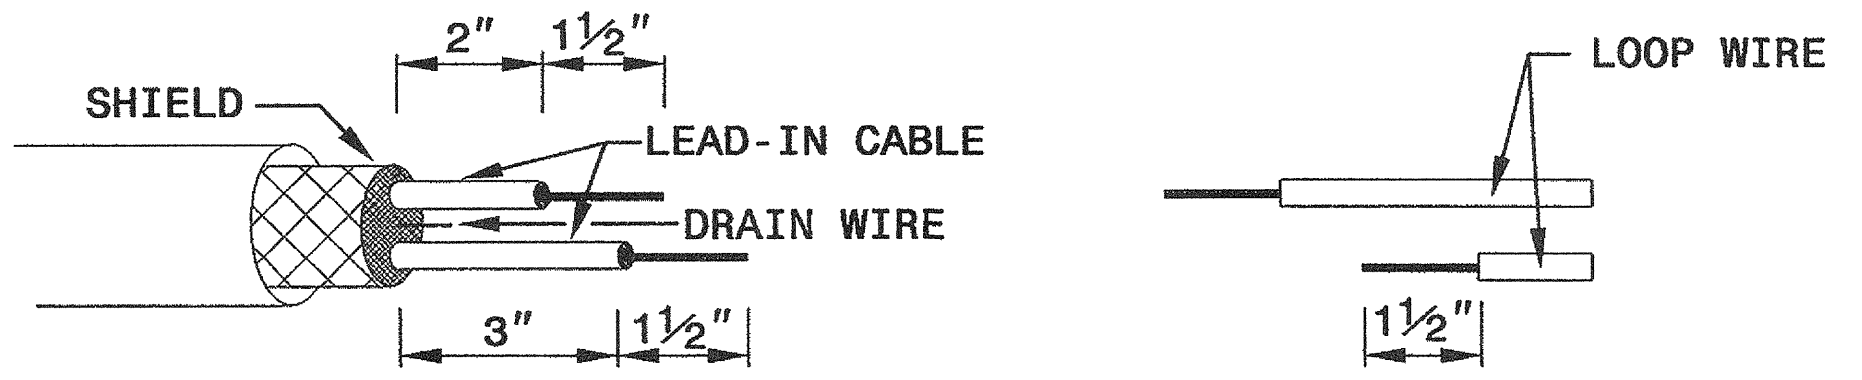 2" 1½"
SHIELD
LOOP WIRE
LEAD-IN CABLE
DRAIN WIRE
3" 1½"
1½"